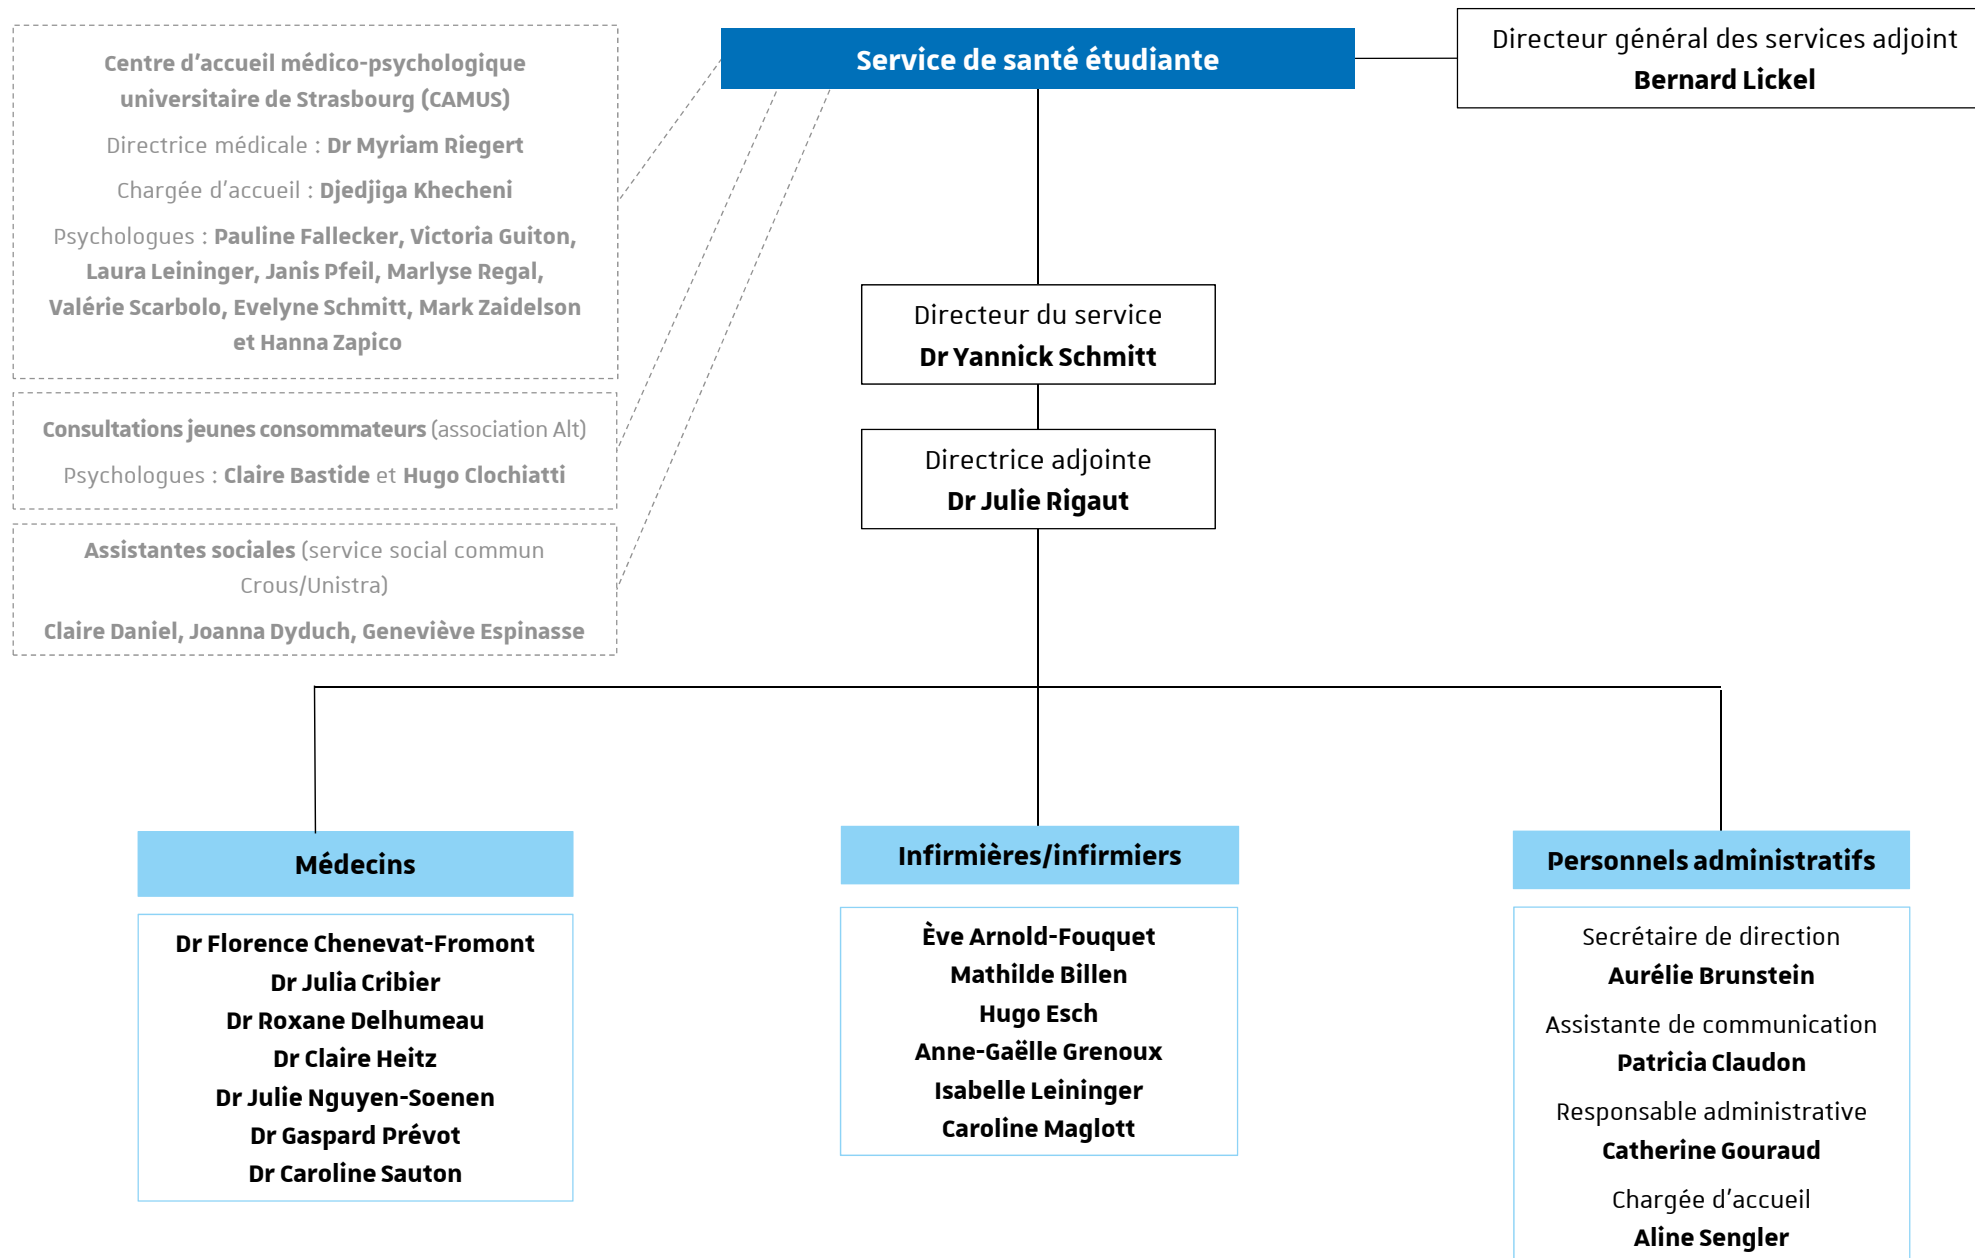 Centre d'accueil médico-psychologique
universitaire de Strasbourg (CAMUS)
Directrice médicale : Dr Myriam Riegert
Chargée d'accueil : Djedjiga Khecheni
Psychologues : Pauline Fallecker, Victoria Guiton,
Laura Leininger, Janis Pfeil, Marlyse Regal,
Valérie Scarbolo, Evelyne Schmitt, Mark Zaidelson
et Hanna Zapico
Consultations jeunes consommateurs (association Alt)
Psychologues : Claire Bastide et Hugo Clochiatti
Assistantes sociales (service social commun
Crous/Unistra)
Claire Daniel, Joanna Dyduch, Geneviève Espinasse
Service de santé étudiante
Directeur général des services adjoint
Bernard Lickel
Directeur du service
Dr Yannick Schmitt
Directrice adjointe
Dr Julie Rigaut
Médecins
Dr Florence Chenevat-Fromont
Dr Julia Cribier
Dr Roxane Delhumeau
Dr Claire Heitz
Dr Julie Nguyen-Soenen
Dr Gaspard Prévot
Dr Caroline Sauton
Infirmières/infirmiers
Ève Arnold-Fouquet
Mathilde Billen
Hugo Esch
Anne-Gaëlle Grenoux
Isabelle Leininger
Caroline Maglott
Personnels administratifs
Secrétaire de direction
Aurélie Brunstein
Assistante de communication
Patricia Claudon
Responsable administrative
Catherine Gouraud
Chargée d'accueil
Aline Sengler